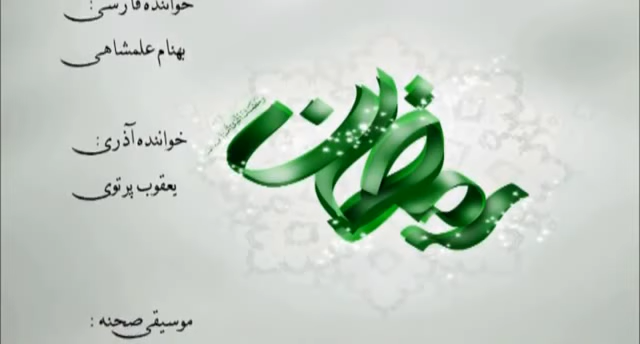 خواننده فارسی:
بهنام علمشاهی
خواننده آذری:
یعقوب پرتوی
موسیقی صحنه :
رمضان